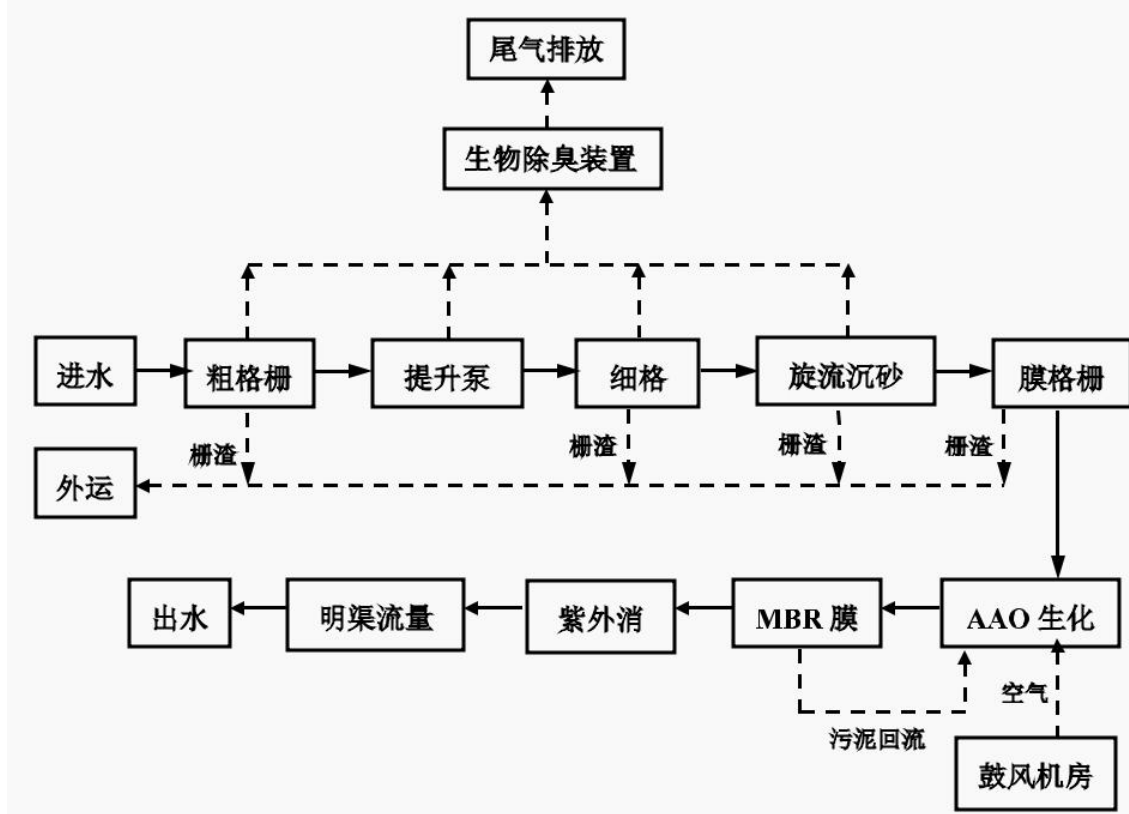 尾气排放
生物除臭装置
进水
粗格栅
提升泵
细格
旋流沉砂
膜格栅
栅渣
栅渣
栅渣
栅渣
外运
出水
明渠流量
紫外消
MBR 膜
AAO 生化
空气
污泥回流
鼓风机房